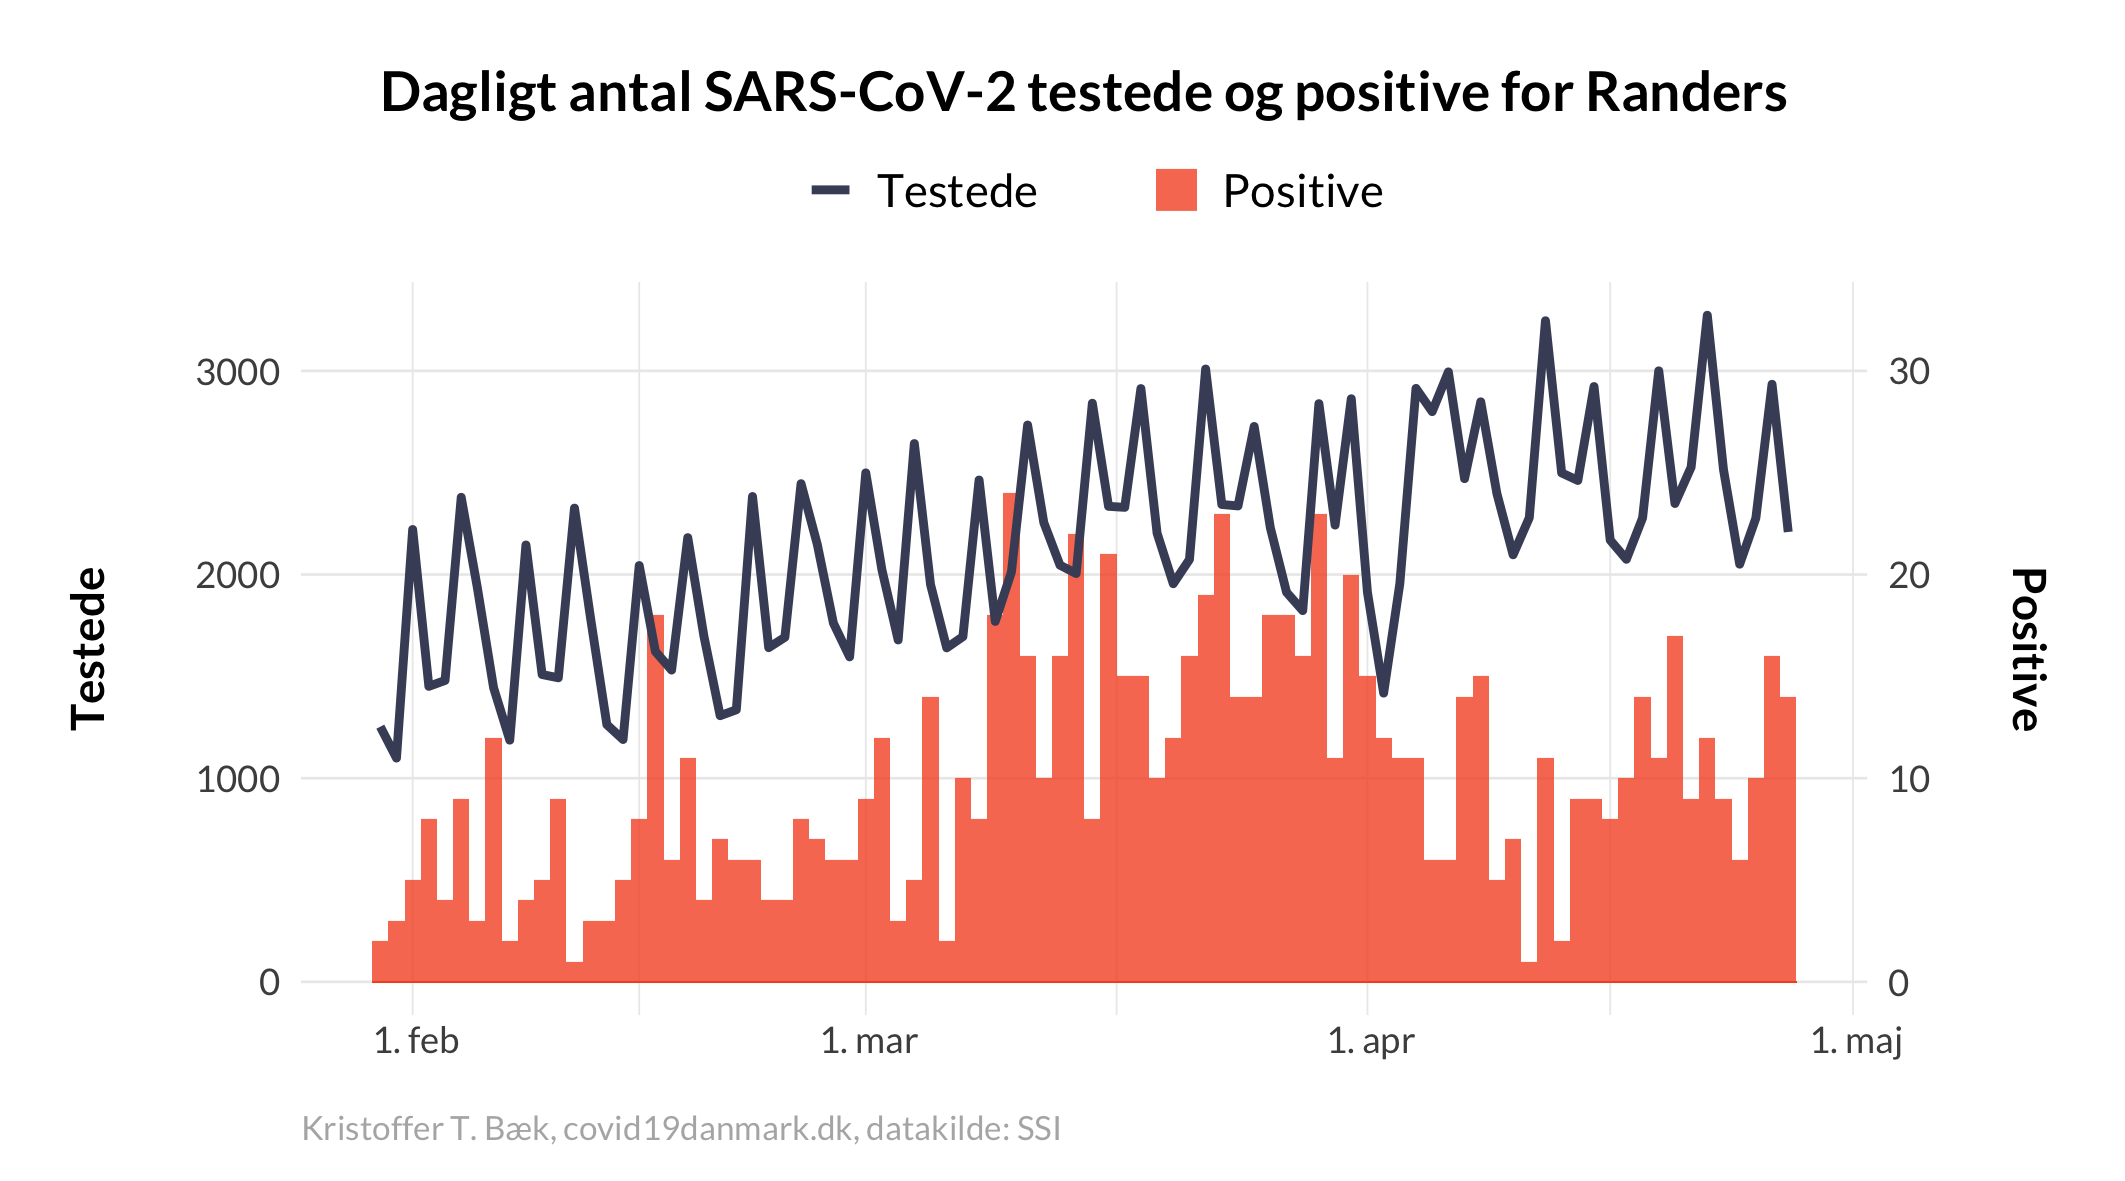 Dagligt antal SARS-CoV-2 testede og positive for Randers
Testede Positive
3000 30
2000 20
1000 10
0 0
Testede
Positive
1. feb 1. mar 1. apr 1. maj
Kristoffer T. Bæk, covid19danmark.dk, datakilde: SSI